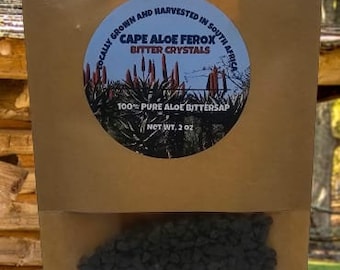 LOCALLY GROWN AND HARVESTED IN SOUTH AFRICA
CAPE ALOE FEROX
BITTER CRYSTALS
100% PURE ALOE BITTERSAP
NET WT. 2 OZ